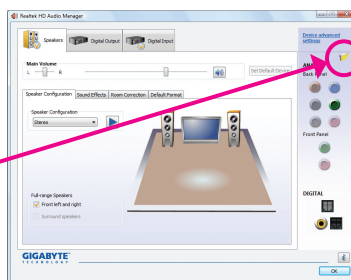 Realtek HD Audio Manager
Speakers
Digital Output
Digital Input
Device advanced
settings
Main Volume
L
R
Set Default Device
Back Panel
Speaker Configuration
Sound Effects
Room Correction
Default Format
Speaker Configuration
Stereo
Front Panel
Full-range Speakers
Front left and right
Surround speakers
DIGITAL
GIGABYTE
TECHNOLOGY
OK